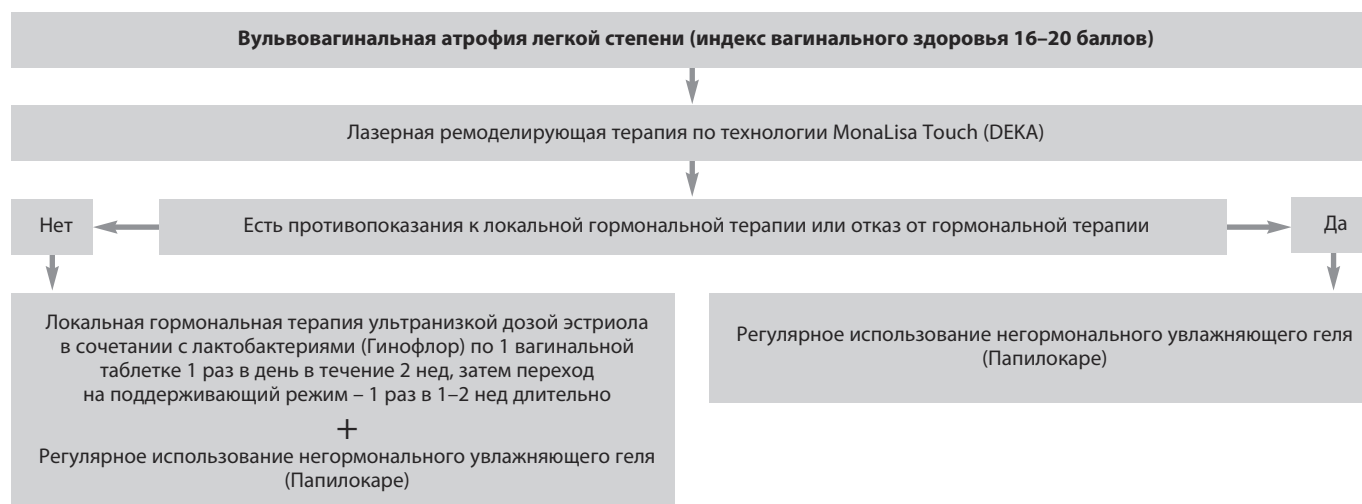 Вульвовагинальная атрофия легкой степени (индекс вагинального здоровья 16–20 баллов)
Лазерная ремоделирующая терапия по технологии MonaLisa Touch (DEKA)
Нет
Есть противопоказания к локальной гормональной терапии или отказ от гормональной терапии
Да
Локальная гормональная терапия ультранизкой дозой эстриола
в сочетании с лактобактериями (Гинофлор) по 1 вагинальной
таблетке 1 раз в день в течение 2 нед, затем переход
на поддерживающий режим – 1 раз в 1–2 нед длительно
+
Регулярное использование негормонального увлажняющего геля
(Папилокаре)
Регулярное использование негормонального увлажняющего геля
(Папилокаре)